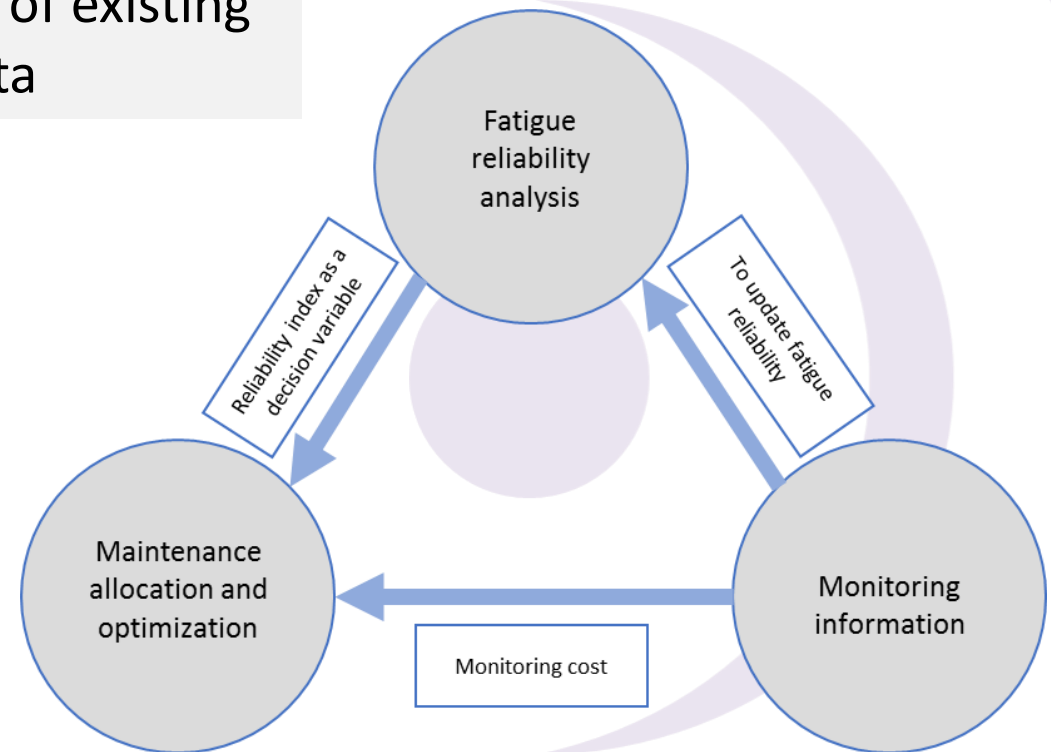 of existing
ta
Fatigue
reliability
analysis
Reliability index as a
decision variable
To update fatigue
reliability
Maintenance
allocation and
optimization
Monitoring
information
Monitoring cost